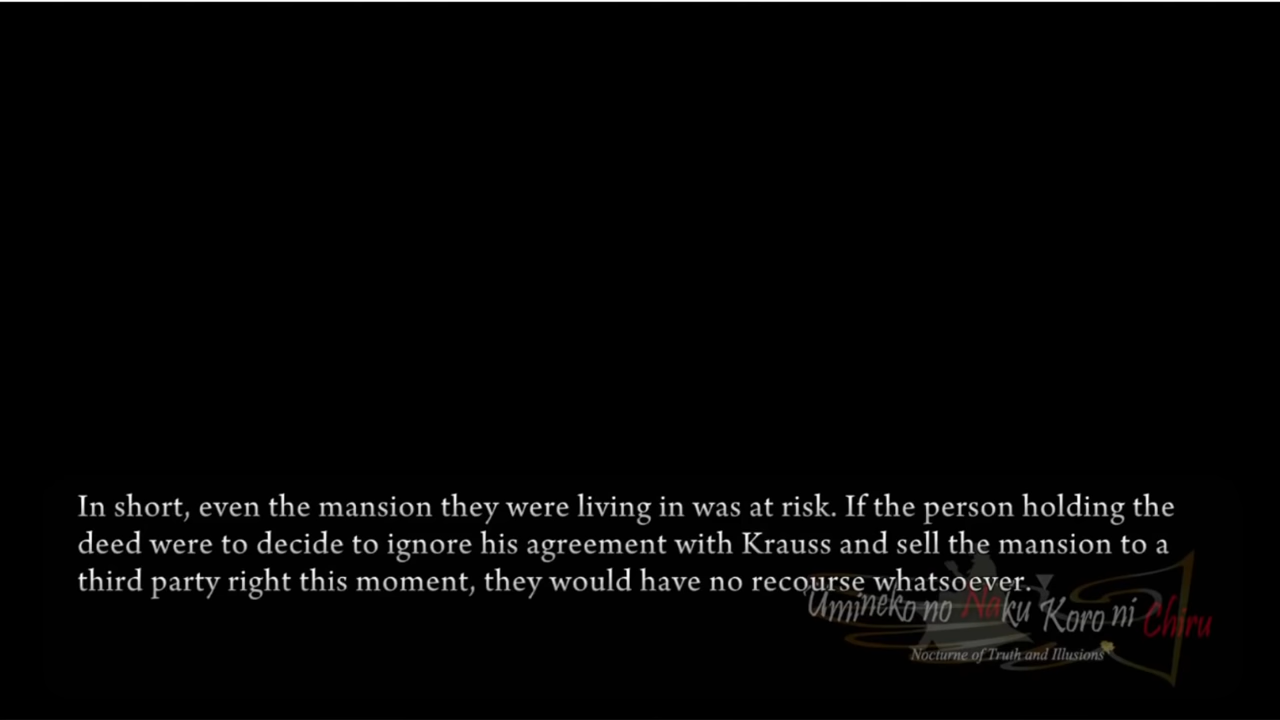 In short, even the mansion they were living in was at risk. If the person holding the
deed were to decide to ignore his agreement with Krauss and sell the mansion to a
third party right this moment, they would have no recourse whatsoever.
Umineko no Naku Koro ni Chiru
Nocturne of Truth and Illusions